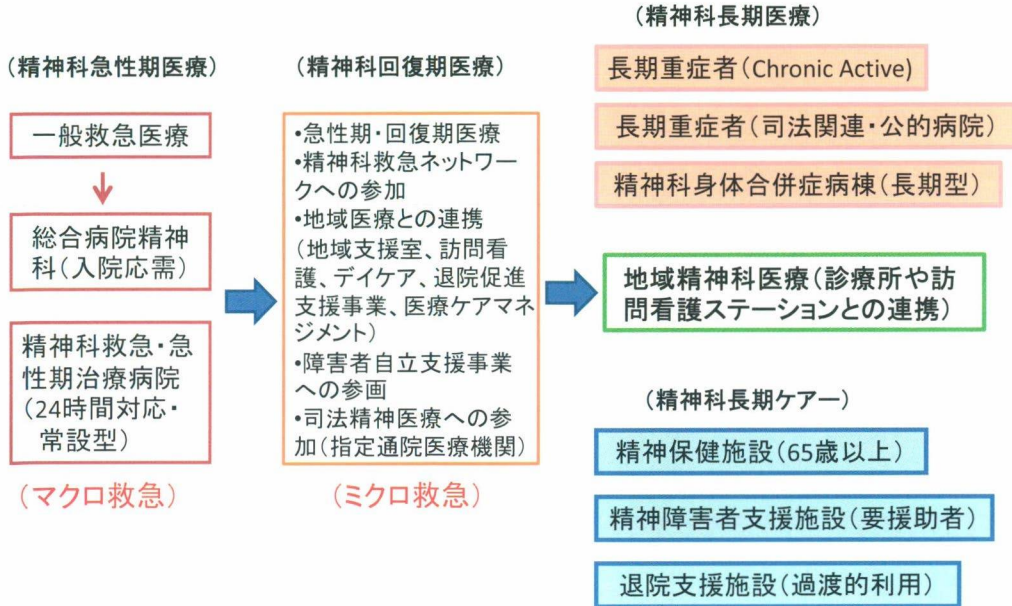 (精神科急性期医療)
一般救急医療
総合病院精神
科(入院応需)
精神科救急・急
性期治療病院
(24時間対応・
常設型)
(マクロ救急)
(精神科回復期医療)
•急性期・回復期医療
•精神科救急ネットワー
クへの参加
•地域医療との連携
(地域支援室、訪問看
護、デイケア、退院促進
支援事業、医療ケアマネ
ジメント)
•障害者自立支援事業
への参画
•司法精神医療への参
加(指定通院医療機関)
(ミクロ救急)
(精神科長期医療)
長期重症者(Chronic Active)
長期重症者(司法関連・公的病院)
精神科身体合併症病棟(長期型)
地域精神科医療(診療所や訪
問看護ステーションとの連携)
(精神科長期ケアー)
精神保健施設(65歳以上)
精神障害者支援施設(要援助者)
退院支援施設(過渡的利用)